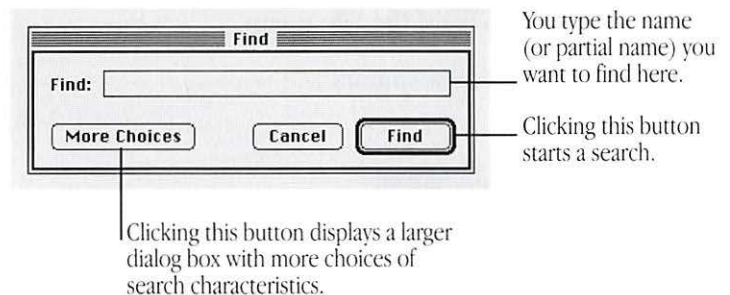 Find
Find:
More Choices
Cancel
Find
You type the name
(or partial name) you
want to find here.
Clicking this button
starts a search.
Clicking this button displays a larger
dialog box with more choices of
search characteristics.